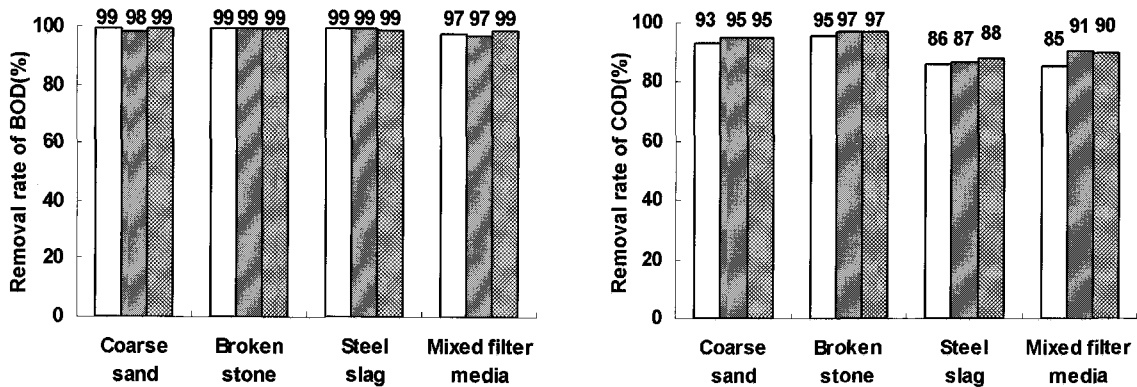 Removal rate of BOD(%)
100
80
60
40
20
0
99 98 99
99 99 99
99 99 99
97 97 99
Coarse
sand
Broken
stone
Steel
slag
Mixed filter
media
Removal rate of COD(%)
100
80
60
40
20
0
93 95 95
95 97 97
86 87 88
85 91 90
Coarse
sand
Broken
stone
Steel
slag
Mixed filter
media